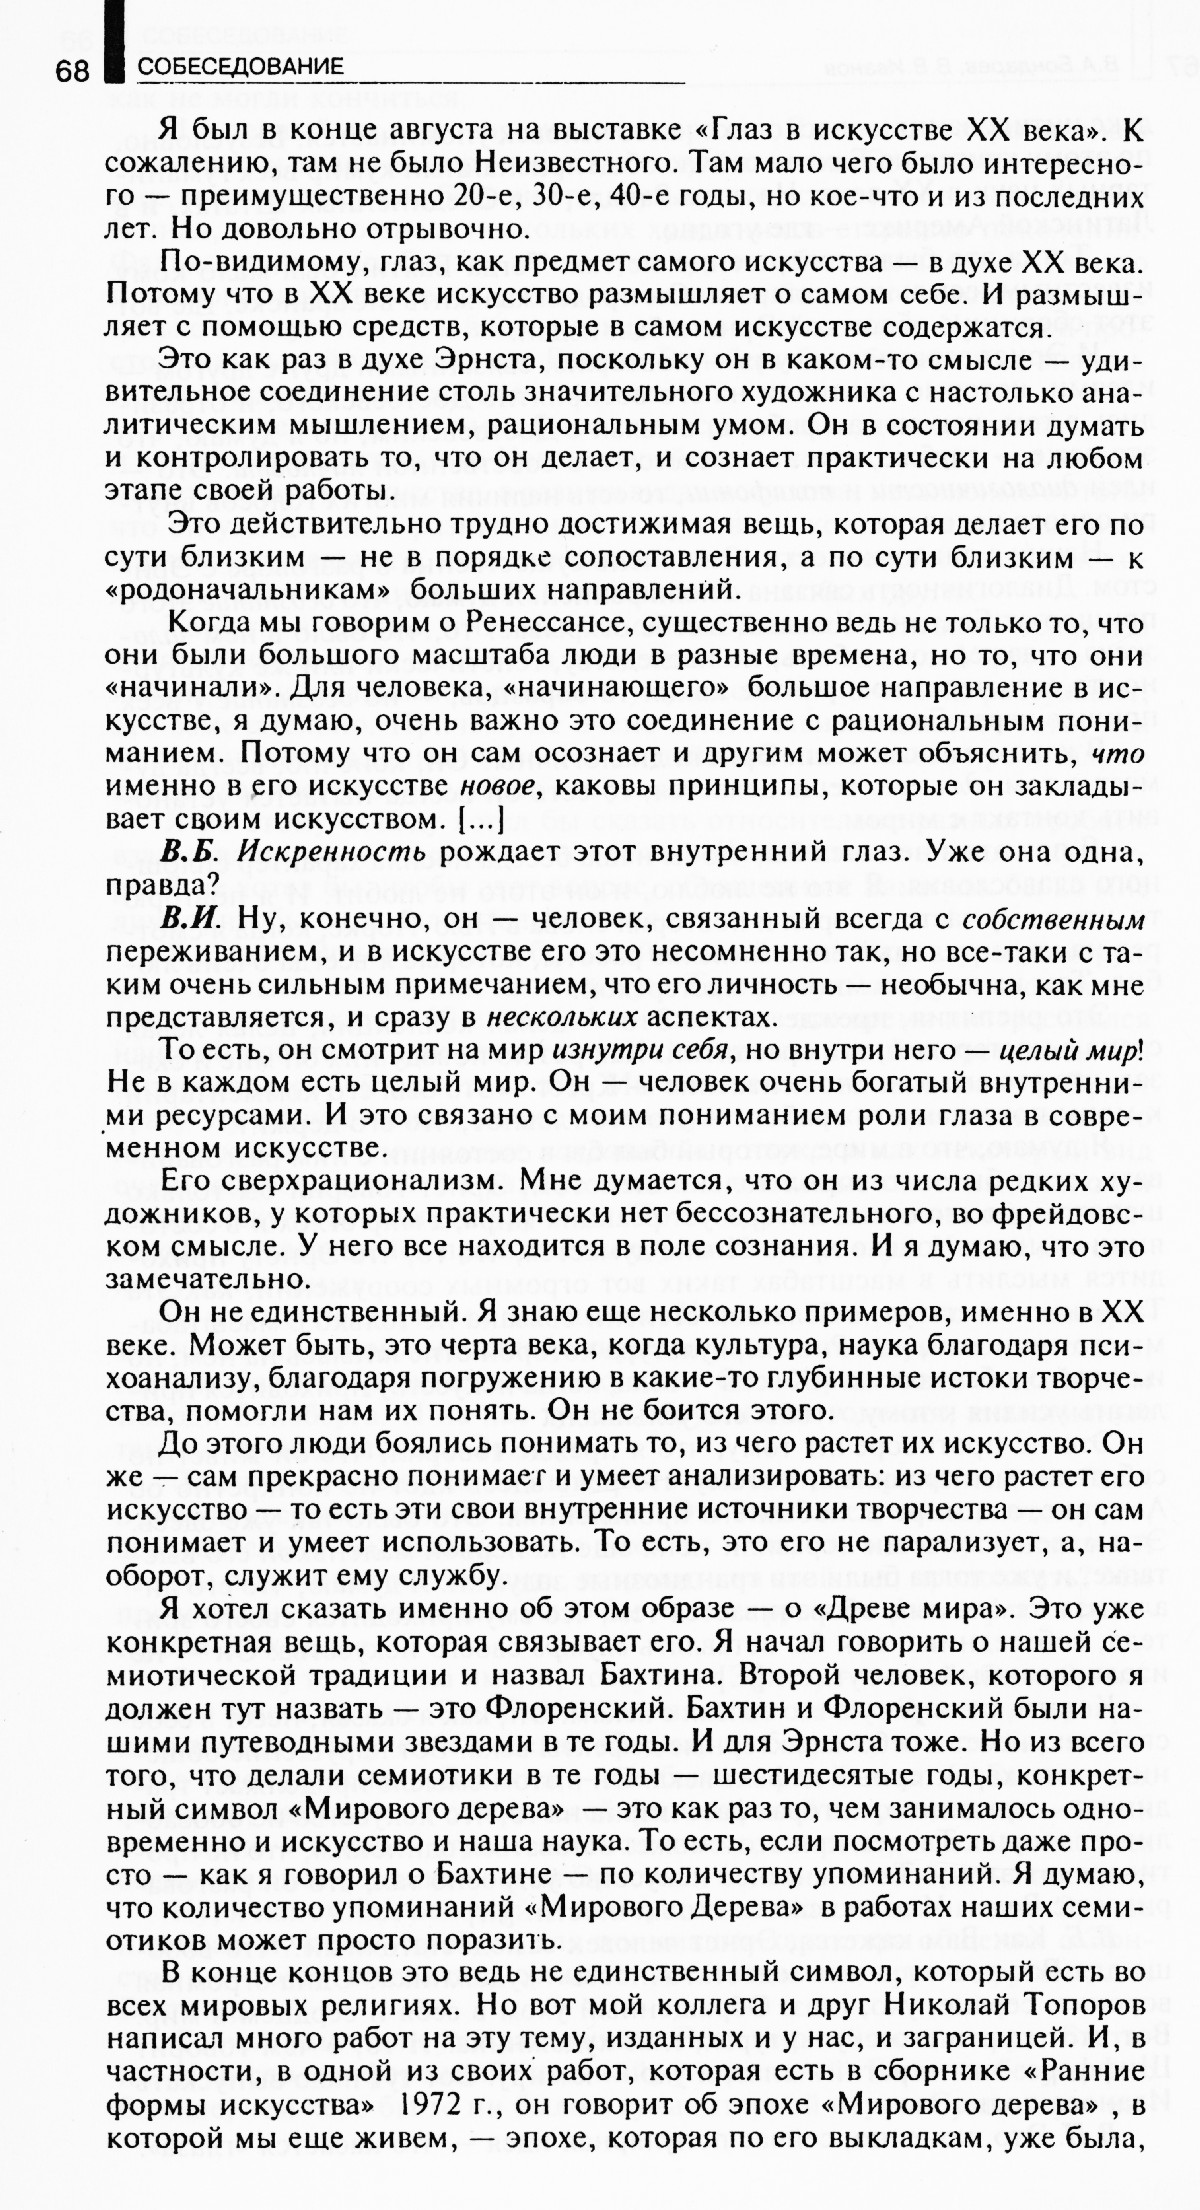 68 СОБЕСЕДОВАНИЕ
Я был в конце августа на выставке «Глаз в искусстве XX века». К
сожалению, там не было Неизвестного. Там мало чего было интересно-
го — преимущественно 20-е, 30-е, 40-е годы, но кое-что и из последних
лет. Но довольно отрывочно.
По-видимому, глаз, как предмет самого искусства — в духе XX века.
Потому что в XX веке искусство размышляет о самом себе. И размыш-
ляет с помощью средств, которые в самом искусстве содержатся.
Это как раз в духе Эрнста, поскольку он в каком-то смысле — уди-
вительное соединение столь значительного художника с настолько ана-
литическим мышлением, рациональным умом. Он в состоянии думать
и контролировать то, что он делает, и сознает практически на любом
этапе своей работы.
Это действительно трудно достижимая вещь, которая делает его по
сути близким — не в порядке сопоставления, а по сути близким — к
«родоначальникам» больших направлений.
Когда мы говорим о Ренессансе, существенно ведь не только то, что
они были большого масштаба люди в разные времена, но то, что они
«начинали». Для человека, «начинающего» большое направление в ис-
кусстве, я думаю, очень важно это соединение с рациональным пони-
манием. Потому что он сам осознает и другим может объяснить, что
именно в его искусстве новое, каковы принципы, которые он заклады-
вает своим искусством. [...]
В.Б. Искренность рождает этот внутренний глаз. Уже она одна,
правда?
В.И. Ну, конечно, он — человек, связанный всегда с собственным
переживанием, и в искусстве его это несомненно так, но все-таки с та-
ким очень сильным примечанием, что его личность — необычна, как мне
представляется, и сразу в нескольких аспектах.
То есть, он смотрит на мир изнутри себя, но внутри него — целый мир!
Не в каждом есть целый мир. Он — человек очень богатый внутренни-
ми ресурсами. И это связано с моим пониманием роли глаза в совре-
менном искусстве.
Его сверхрационализм. Мне думается, что он из числа редких ху-
дожников, у которых практически нет бессознательного, во фрейдовс-
ком смысле. У него все находится в поле сознания. И я думаю, что это
замечательно.
Он не единственный. Я знаю еще несколько примеров, именно в XX
веке. Может быть, это черта века, когда культура, наука благодаря пси-
хоанализу, благодаря погружению в какие-то глубинные истоки творче-
ства, помогли нам их понять. Он не боится этого.
До этого люди боялись понимать то, из чего растет их искусство. Он
же — сам прекрасно понимает и умеет анализировать: из чего растет его
искусство — то есть эти свои внутренние источники творчества — он сам
понимает и умеет использовать. То есть, это его не парализует, а, на-
оборот, служит ему службу.
Я хотел сказать именно об этом образе — о «Древе мира». Это уже
конкретная вещь, которая связывает его. Я начал говорить о нашей се-
миотической традиции и назвал Бахтина. Второй человек, которого я
должен тут назвать — это Флоренский. Бахтин и Флоренский были на-
шими путеводными звездами в те годы. И для Эрнста тоже. Но из всего
того, что делали семиотики в те годы — шестидесятые годы, конкрет-
ный символ «Мирового дерева» — это как раз то, чем занималось одно-
временно и искусство и наша наука. То есть, если посмотреть даже про-
сто — как я говорил о Бахтине — по количеству упоминаний. Я думаю,
что количество упоминаний «Мирового Дерева» в работах наших семи-
отиков может просто поразить.
В конце концов это ведь не единственный символ, который есть во
всех мировых религиях. Но вот мой коллега и друг Николай Топоров
написал много работ на эту тему, изданных и у нас, и заграницей. И, в
частности, в одной из своих работ, которая есть в сборнике «Ранние
формы искусства» 1972 г., он говорит об эпохе «Мирового дерева» , в
которой мы еще живем, — эпохе, которая по его выкладкам, уже была,